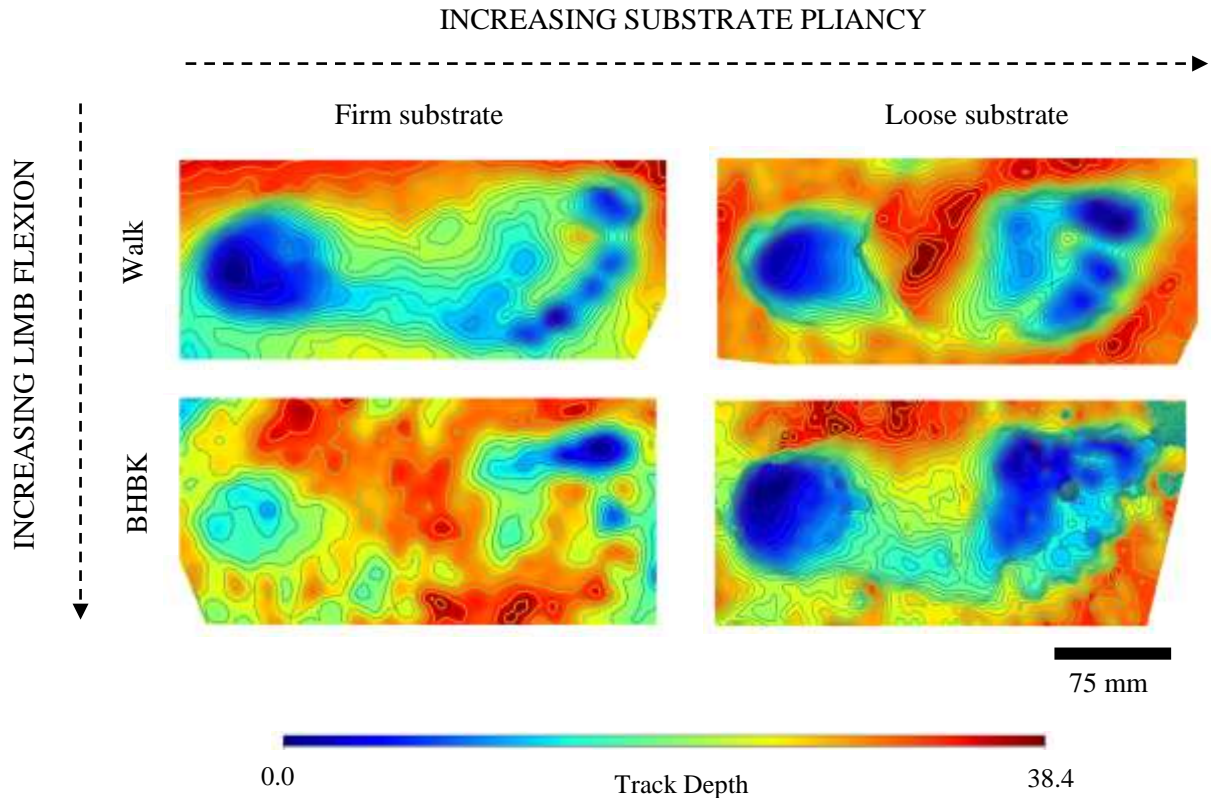 INCREASING SUBSTRATE PLIANCY
Firm substrate
Loose substrate
INCREASING LIMB FLEXION
Walk
BHBK
75 mm
0.0
Track Depth
38.4